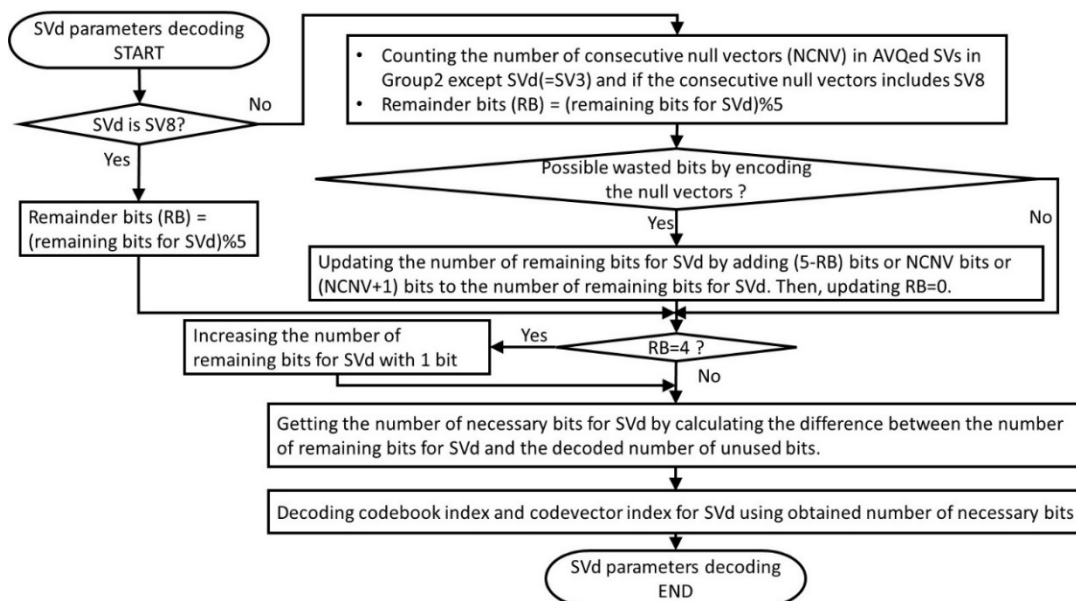 SVd parameters decoding
START
SVd is SV8?
No
Yes
Remainder bits (RB) =
(remaining bits for SVd)%5
• Counting the number of consecutive null vectors (NCNV) in AVQed SVs in
Group2 except SVd(=SV3) and if the consecutive null vectors includes SV8
• Remainder bits (RB) = (remaining bits for SVd)%5
Possible wasted bits by encoding
the null vectors ?
Yes
No
Updating the number of remaining bits for SVd by adding (5-RB) bits or NCNV bits or
(NCNV+1) bits to the number of remaining bits for SVd. Then, updating RB=0.
RB=4 ?
Yes
Increasing the number of
remaining bits for SVd with 1 bit
No
Getting the number of necessary bits for SVd by calculating the difference between the number
of remaining bits for SVd and the decoded number of unused bits.
Decoding codebook index and codevector index for SVd using obtained number of necessary bits
SVd parameters decoding
END